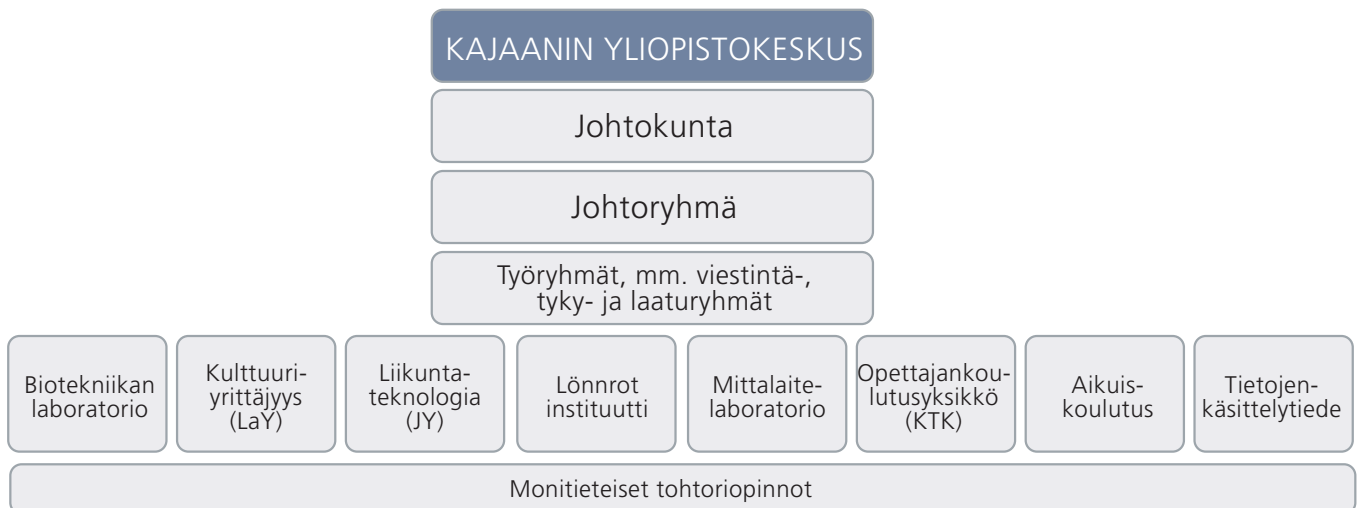 KAJAANIN YLIOPISTOKESKUS
Johtokunta
Johtoryhmä
Työryhmät, mm. viestintä-,
tyky- ja laaturyhmät
Biotekniikan
laboratorio
Kulttuuri-
yrittäjyys
(LaY)
Liikunta-
teknologia
(JY)
Lönnrot
instituutti
Mittalaite-
laboratorio
Opettajankou-
lutusyksikkö
(KTK)
Aikuis-
koulutus
Tietojen-
käsittelytiede
Monitieteiset tohtoriopinnot